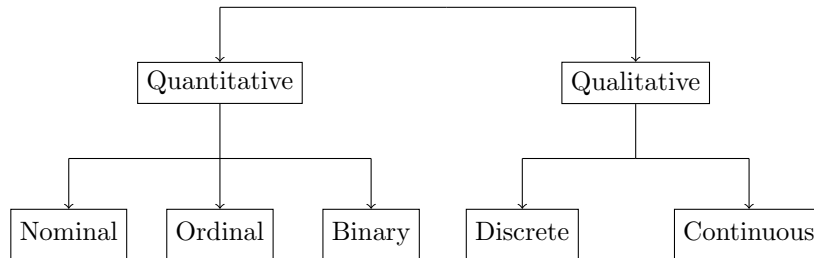 Quantitative
Qualitative
Nominal
Ordinal
Binary
Discrete
Continuous